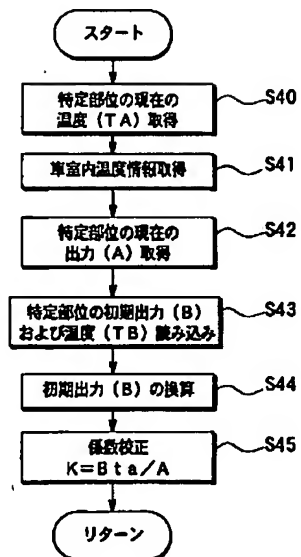 スタート
特定部位の現在の
温度(TA)取得
S40
車室内温度情報取得
S41
特定部位の現在の
出力(A)取得
S42
特定部位の初期出力(B)
および温度(TB)読み込み
S43
初期出力(B)の換算
S44
係数校正
K=Bta/A
S45
リターン